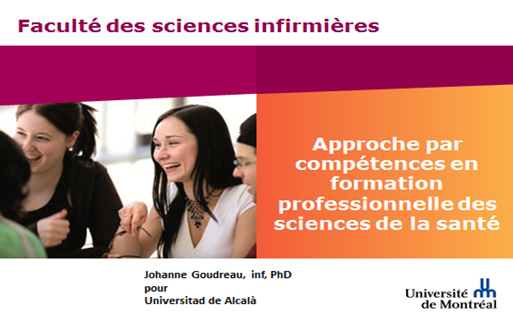 Faculté des sciences infirmières
Approche par
compétences en
formation
professionnelle des
sciences de la santé
Johanne Goudreau, inf, PhD
pour
Universitad de Alcalà
Université
de Montréal